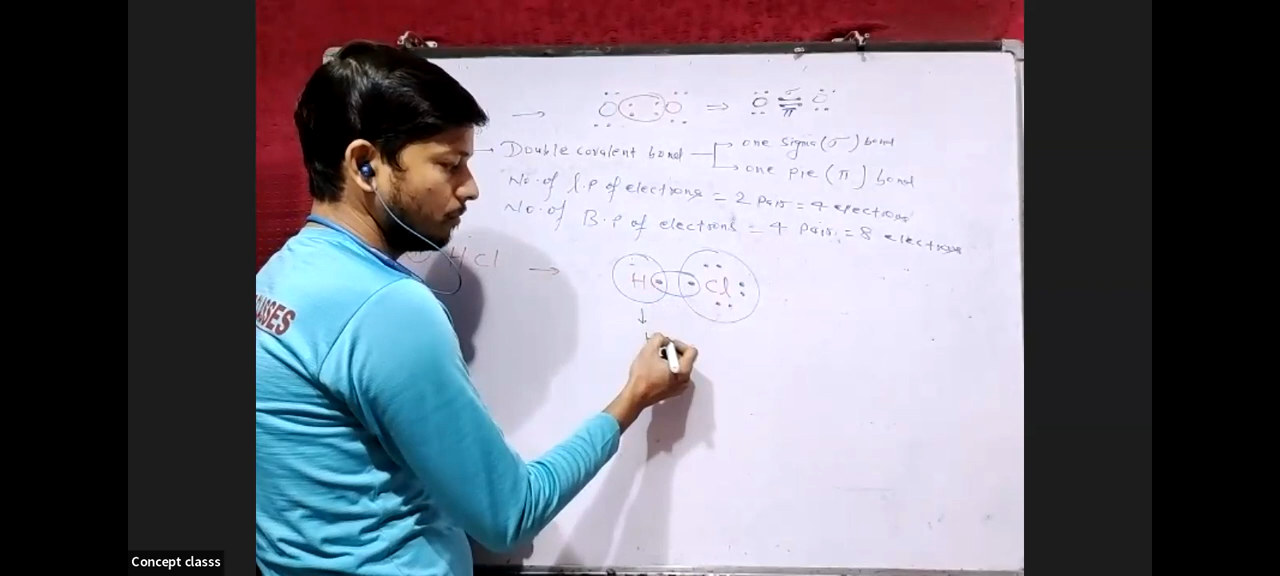 → :O::O: ⇒ :O = O:
σ
π
→ Double covalent bond → one sigma (σ) bond
→ one pie (π) bond
No. of l.p of electrons = 2 pair = 4 electrons
No. of B.P of electrons = 4 pair = 8 electrons
HCl → H Cl
↓
ASSES
Concept classs